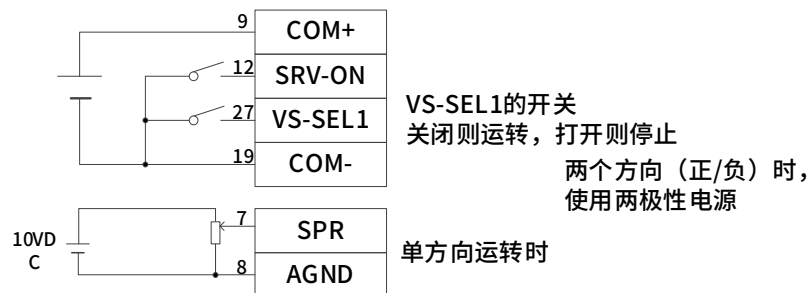 9 COM+
12 SRV-ON
27 VS-SEL1
19 COM-
VS-SEL1的开关
关闭则运转，打开则停止
两个方向（正/负）时，
使用两极性电源
10VD
C
7 SPR
8 AGND
单方向运转时